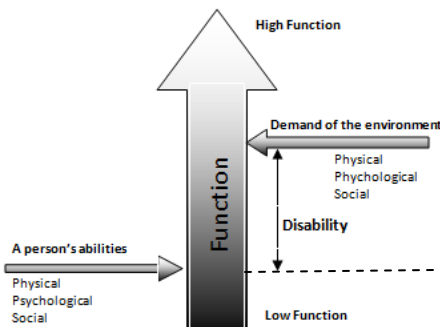 High Function
Demand of the environment
Physical
Phychological
Social
Function
Disability
A person's abilities
Physical
Psychological
Social
Low Function